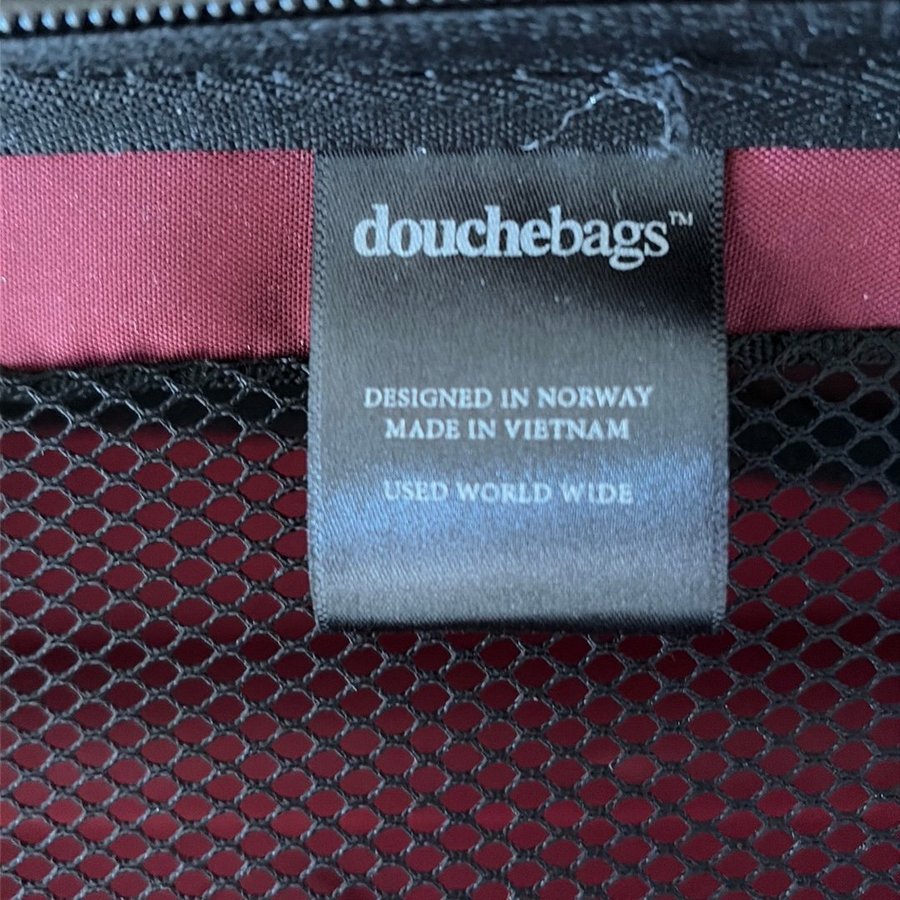 douchebags™
DESIGNED IN NORWAY
MADE IN VIETNAM
USED WORLD WIDE